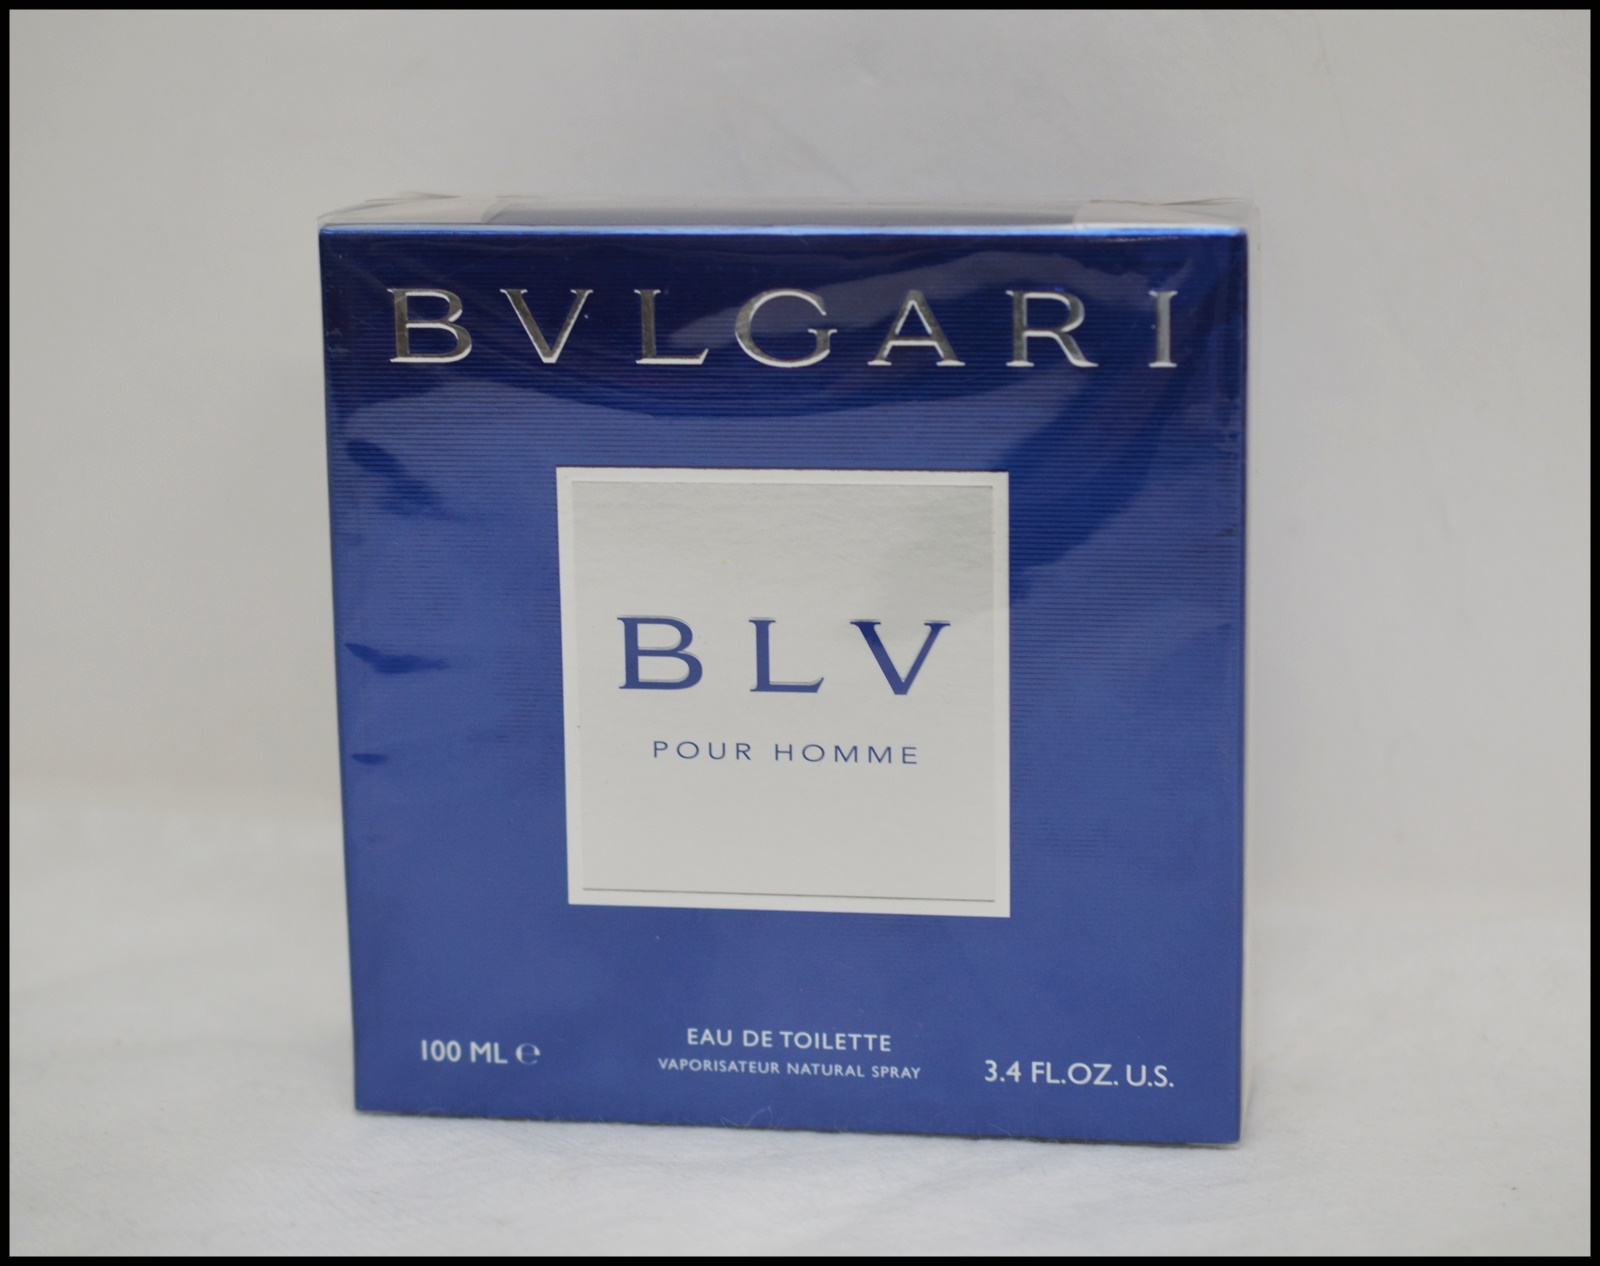 BVLGARI
BLV
POUR HOMME
EAU DE TOILETTE
VAPORISATEUR NATURAL SPRAY
100 ML ℮
3.4 FL.OZ. U.S.